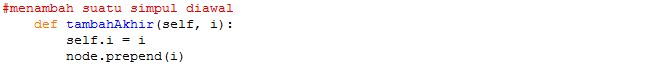 #menambah suatu simpul diawal
    def tambahAkhir(self, i):
        self.i = i
        node.prepend(i)